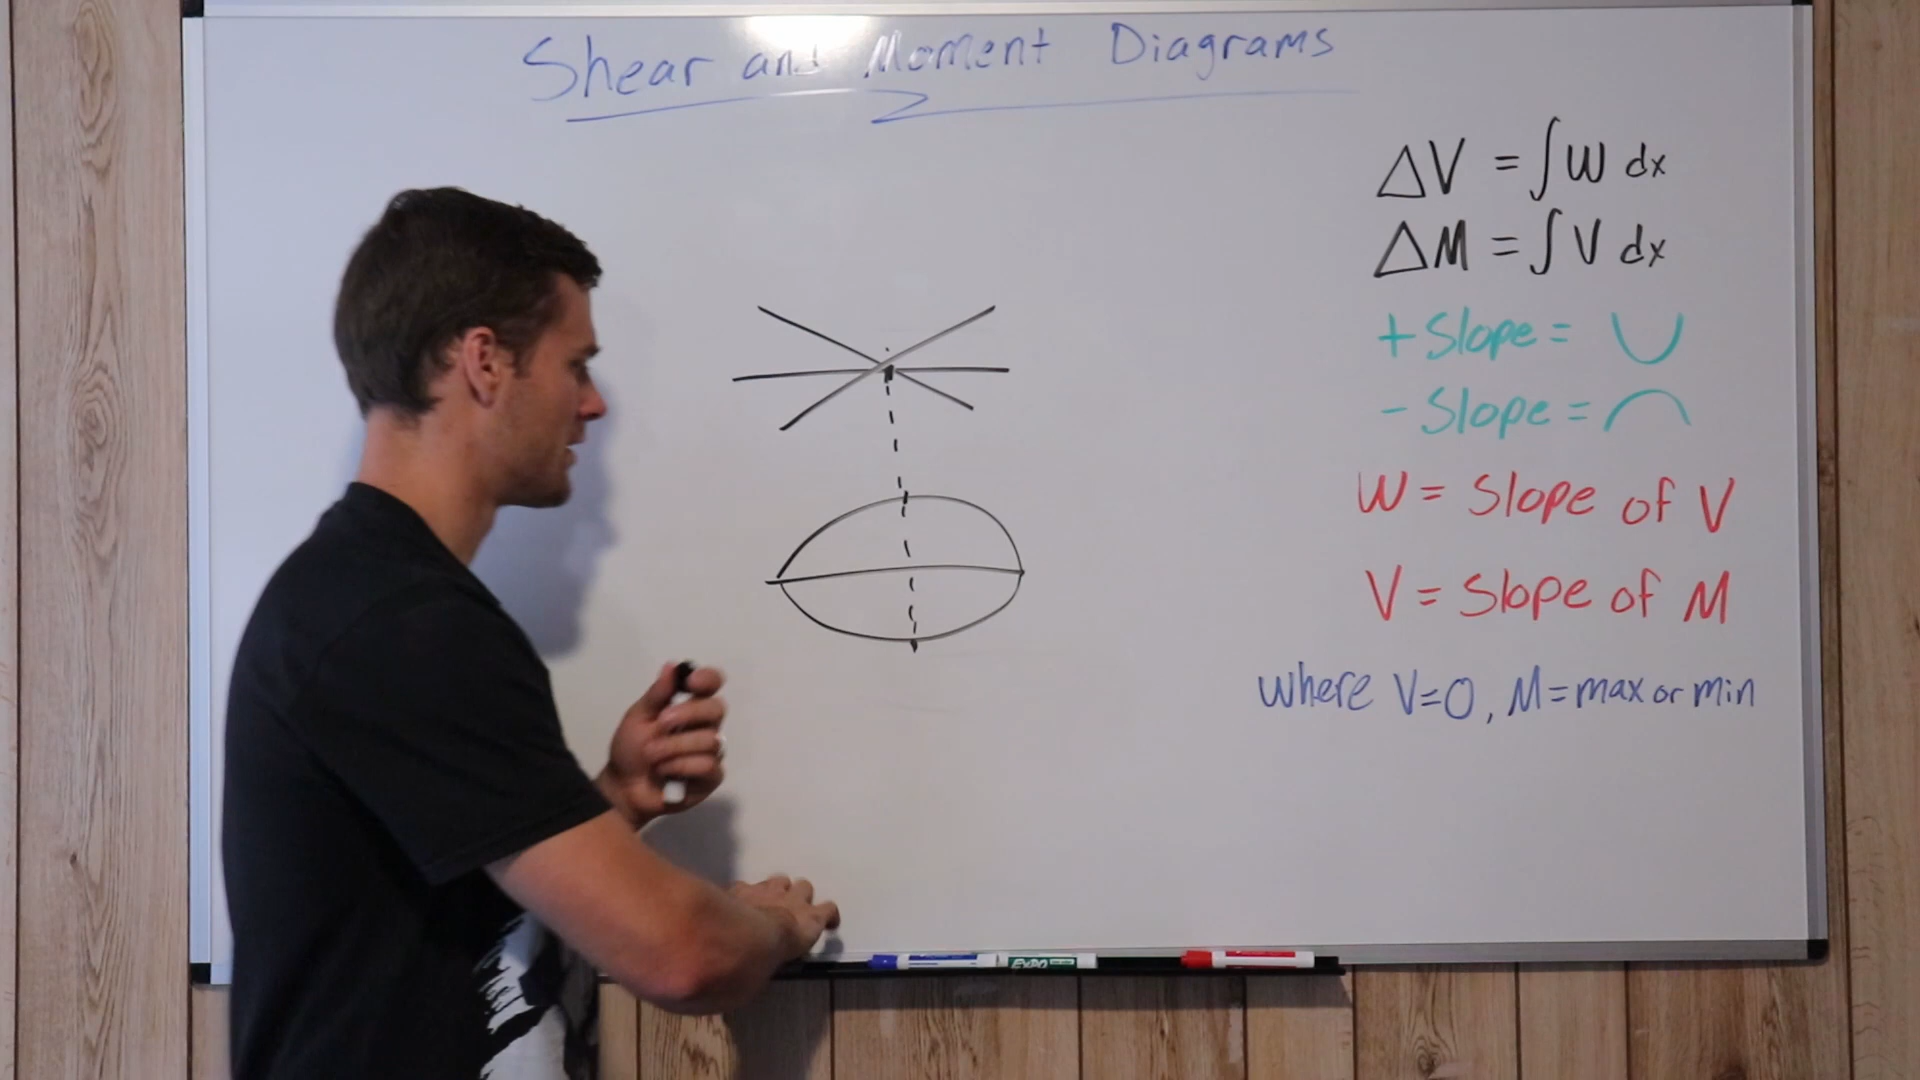 Shear and Moment Diagrams
ΔV = ∫W dx
ΔM = ∫V dx
+ Slope =
- Slope =
W = Slope of V
V = Slope of M
where V=0, M=max or min
EXPO